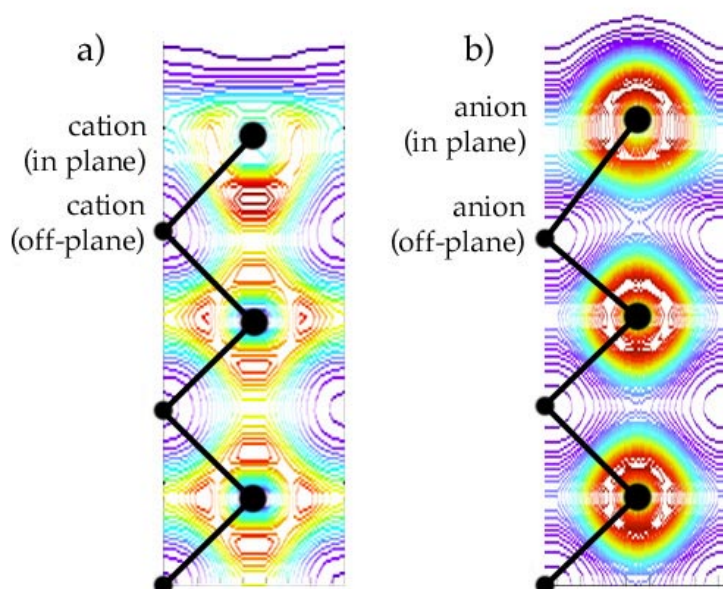 a)
cation
(in plane)
cation
(off-plane)
b)
anion
(in plane)
anion
(off-plane)